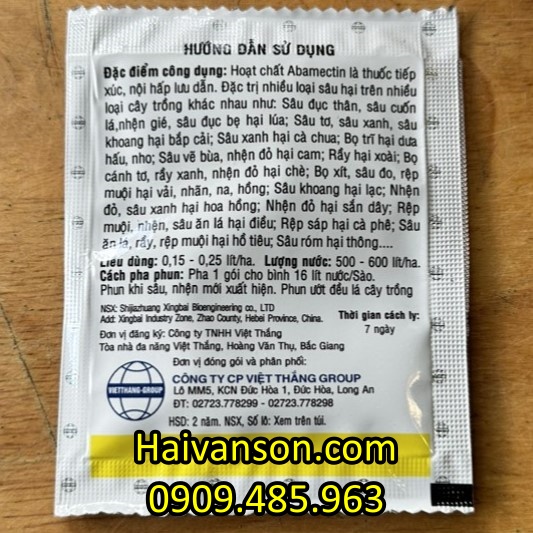 HƯỚNG DẪN SỬ DỤNG
Đặc điểm công dụng: Hoạt chất Abamectin là thuốc tiếp
xúc, nội hấp lưu dẫn. Đặc trị nhiều loại sâu hại trên nhiều
loại cây trồng khác nhau như: Sâu đục thân, sâu cuốn
lá,nhện gié, sâu đục bẹ hại lúa; Sâu tơ, sâu xanh, sâu
khoang hại bắp cải; Sâu xanh hại cà chua; Bọ trĩ hại dưa
hấu, nho; Sâu vẽ bùa, nhện đỏ hại cam; Rầy hại xoài; Bọ
cánh tơ, rầy xanh, nhện đỏ hại chè; Bọ xít, sâu đo, rệp
muội hại vải, nhãn, na, hồng; Sâu khoang hại lạc; Nhện
đỏ, sâu xanh hại hoa hồng; Nhện đỏ hại sắn dây; Rệp
muội, nhện, sâu ăn lá hại điều; Rệp sáp hại cà phê; Sâu
ăn lá, rầy, rệp muội hại hồ tiêu; Sâu róm hại thông....
Liều dùng: 0,15 - 0,25 lít/ha. Lượng nước: 500 - 600 lít/ha.
Cách pha phun: Pha 1 gói cho bình 16 lít nước/Sào.
Phun khi sâu, nhện mới xuất hiện. Phun ướt đều lá cây trồng
NSX: Shijiazhuang Xingbai Bioengineering co., LTD
Add: Xingbai Industry Zone, Zhao County, Hebei Province, China.
Thời gian cách ly:
7 ngày
Đơn vị đăng ký: Công ty TNHH Việt Thắng
Tòa nhà đa năng Việt Thắng, Hoàng Văn Thụ, Bắc Giang
Đơn vị đóng gói và phân phối:
VIETTHANG-GROUP
CÔNG TY CP VIỆT THẮNG GROUP
Lô MM5, KCN Đức Hòa 1, Đức Hòa, Long An
ĐT: 02723.778299 - 02723.778298
HSD: 2 năm. NSX, Số lô: Xem trên túi.
Haivanson.com
0909.485.963